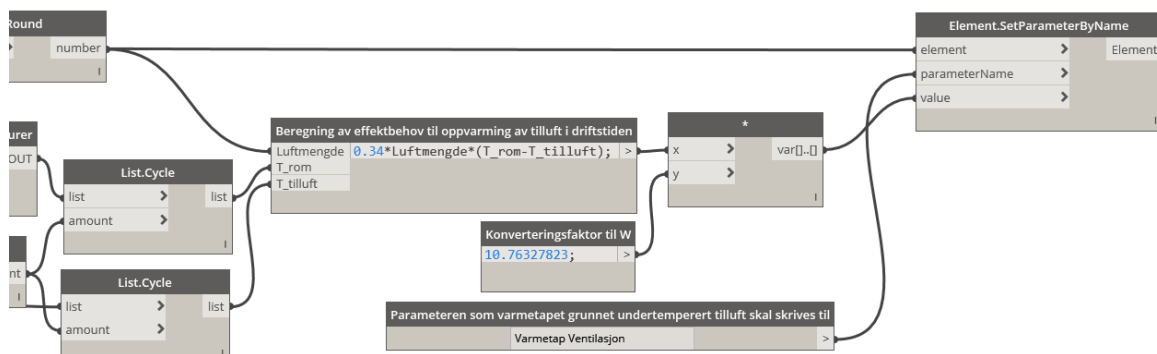 Round
number
Element.SetParameterByName
element
Element
parameterName
value
urer
OUT
List.Cycle
list
list
amount
Beregning av effektbehov til oppvarming av tilluft i driftstiden
Luftmengde
0.34*Luftmengde*(T_rom-T_tilluft);
>
T_rom
T_tilluft
*
x
var[]..[]
y
Konverteringsfaktor til W
10.76327823;
>
nt
List.Cycle
list
list
amount
Parameteren som varmetapet grunnet undertemperert tilluft skal skrives til
Varmetap Ventilasjon
>